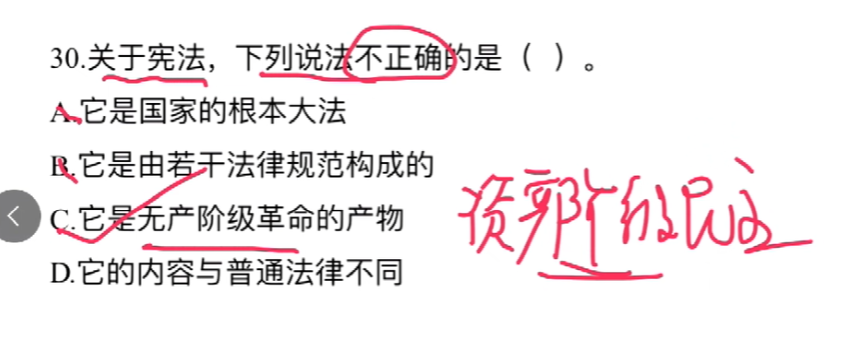 30.关于宪法，下列说法不正确的是（ ）。
A.它是国家的根本大法
B.它是由若干法律规范构成的
C.它是无产阶级革命的产物
资产阶级民主
D.它的内容与普通法律不同